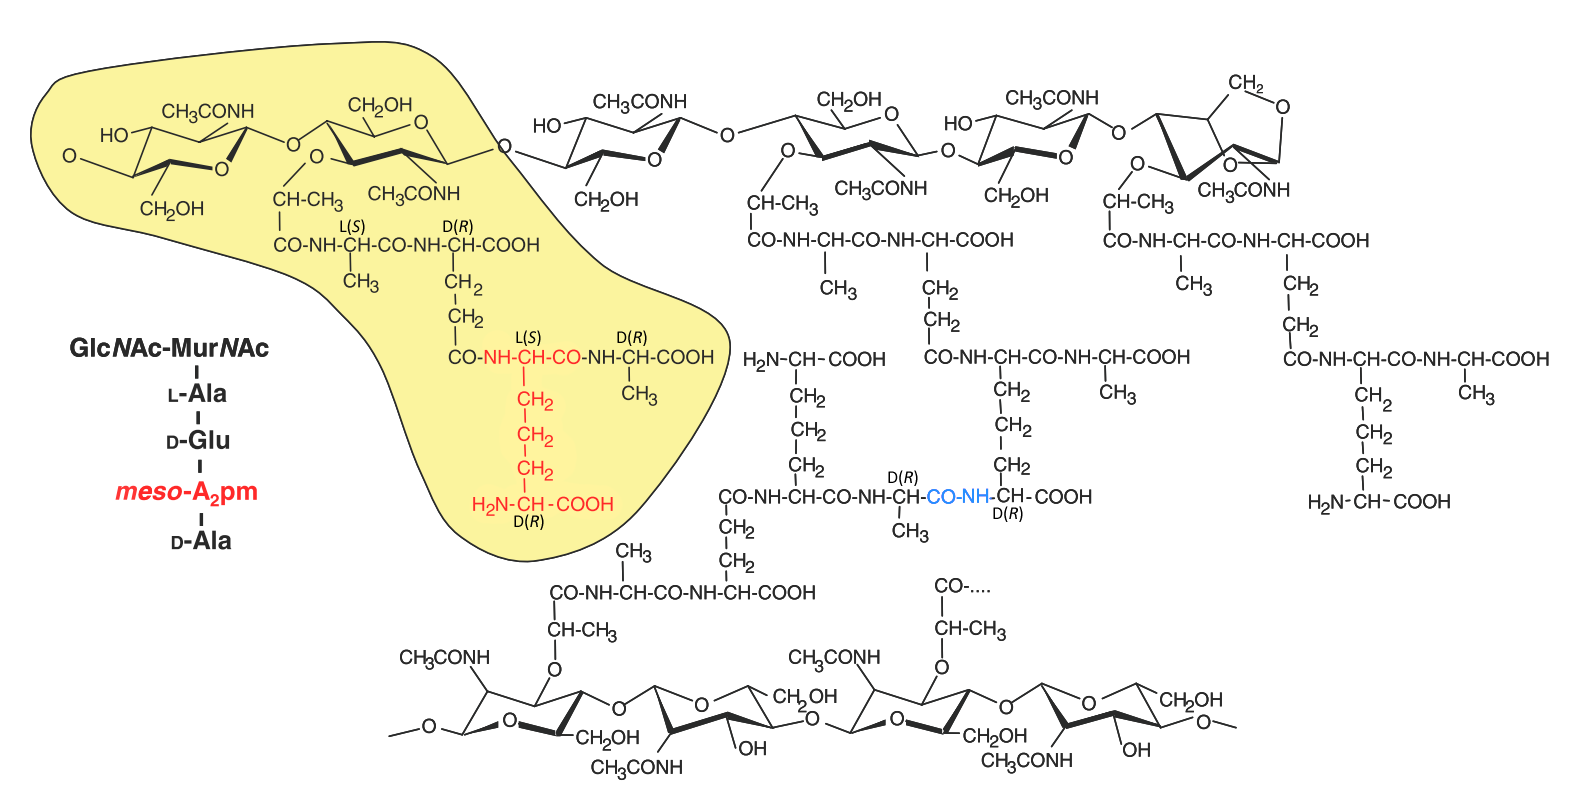 CH₂
CH₃CONH CH₂OH O CH₃CONH CH₂OH O CH₃CONH O
HO O HO O HO O
O O O O O O O O O O
CH₂OH CH₃CONH CH₂OH CH₃CONH CH₂OH CH₃CONH
CH-CH₃ CH-CH₃ CH-CH₃
L(S) D(R)
CO-NH-CH-CO-NH-CH-COOH CO-NH-CH-CO-NH-CH-COOH CO-NH-CH-CO-NH-CH-COOH
CH₃ CH₂ CH₃ CH₂ CH₃ CH₂
CH₂ CH₂ CH₂
L(S) D(R)
GlcNAc-MurNAc
CO-NH-CH-CO-NH-CH-COOH H₂N-CH-COOH CO-NH-CH-CO-NH-CH-COOH CO-NH-CH-CO-NH-CH-COOH
L-Ala
CH₂ CH₃ CH₂ CH₂ CH₃ CH₂ CH₃
D-Glu
CH₂ CH₂ CH₂ CH₂
CH₂ CH₂ CH₂ CH₂
meso-A₂pm
D(R)
H₂N-CH-COOH CO-NH-CH-CO-NH-CH-CO-NH-CH-COOH H₂N-CH-COOH
D(R) D(R)
D-Ala
CH₂ CH₃
CH₃ CH₂
CO-NH-CH-CO-NH-CH-COOH CO-....
CH-CH₃ CH-CH₃
CH₃CONH O CH₃CONH O
O O CH₂OH O O CH₂OH
O O CH₂OH O O CH₂OH O
CH₃CONH OH CH₃CONH OH